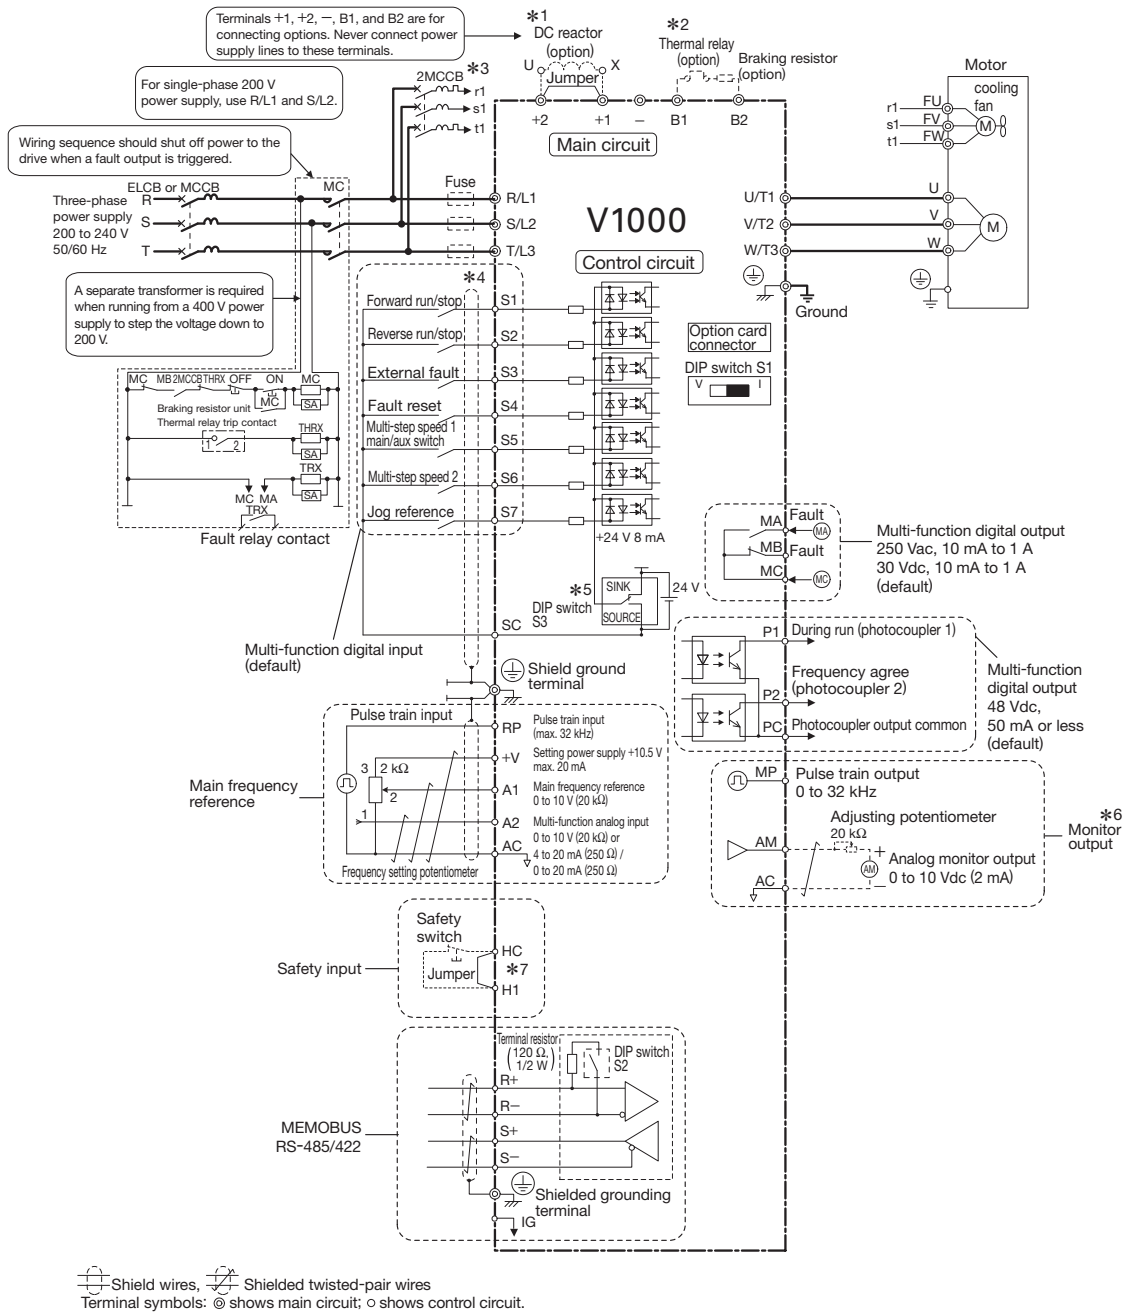 Terminals +1, +2, −, B1, and B2 are for
connecting options. Never connect power
supply lines to these terminals.
*1
DC reactor
(option)
U X
Jumper
*2
Thermal relay
(option)
Braking resistor
(option)
+2 +1 − B1 B2
Main circuit
For single-phase 200 V
power supply, use R/L1 and S/L2.
2MCCB *3
r1
s1
t1
Wiring sequence should shut off power to the
drive when a fault output is triggered.
Motor
cooling
fan
r1 FU
s1 FV
t1 FW
M
ELCB or MCCB
MC
Fuse
Three-phase
power supply
200 to 240 V
50/60 Hz
R
S
T
R/L1
S/L2
T/L3
V1000
Control circuit
U/T1
V/T2
W/T3
U
V
W
M
Ground
A separate transformer is required
when running from a 400 V power
supply to step the voltage down to
200 V.
*4
Forward run/stop S1
Reverse run/stop S2
External fault S3
Fault reset S4
Multi-step speed 1
main/aux switch S5
Multi-step speed 2 S6
Jog reference S7
+24 V 8 mA
Option card
connector
DIP switch S1
V I
MC MB 2MCCB THRX OFF ON MC
MC
SA
Braking resistor unit
Thermal relay trip contact
1 2
THRX
SA
TRX
SA
MC MA
TRX
Fault relay contact
*5
DIP switch
S3
SINK
SOURCE
24 V
SC
Multi-function digital input
(default)
MA Fault
MA
MB Fault
MC
MC
Multi-function digital output
250 Vac, 10 mA to 1 A
30 Vdc, 10 mA to 1 A
(default)
P1 During run (photocoupler 1)
Frequency agree
(photocoupler 2)
P2
PC Photocoupler output common
Multi-function
digital output
48 Vdc,
50 mA or less
(default)
Shield ground
terminal
Main frequency
reference
Pulse train input
RP Pulse train input
(max. 32 kHz)
+V Setting power supply +10.5 V
max. 20 mA
3 2 kΩ
2
1
A1 Main frequency reference
0 to 10 V (20 kΩ)
A2 Multi-function analog input
0 to 10 V (20 kΩ) or
AC 4 to 20 mA (250 Ω) /
0 to 20 mA (250 Ω)
Frequency setting potentiometer
MP Pulse train output
0 to 32 kHz
Adjusting potentiometer
20 kΩ
AM
+
AM
−
Analog monitor output
0 to 10 Vdc (2 mA)
AC
*6
Monitor
output
Safety input
Safety
switch
Jumper
HC
*7
H1
MEMOBUS
RS-485/422
Terminal resistor
(120 Ω,
1/2 W)
DIP switch
S2
R+
R−
S+
S−
Shielded grounding
terminal
IG
Shield wires, Shielded twisted-pair wires
Terminal symbols: ◎ shows main circuit; ○ shows control circuit.